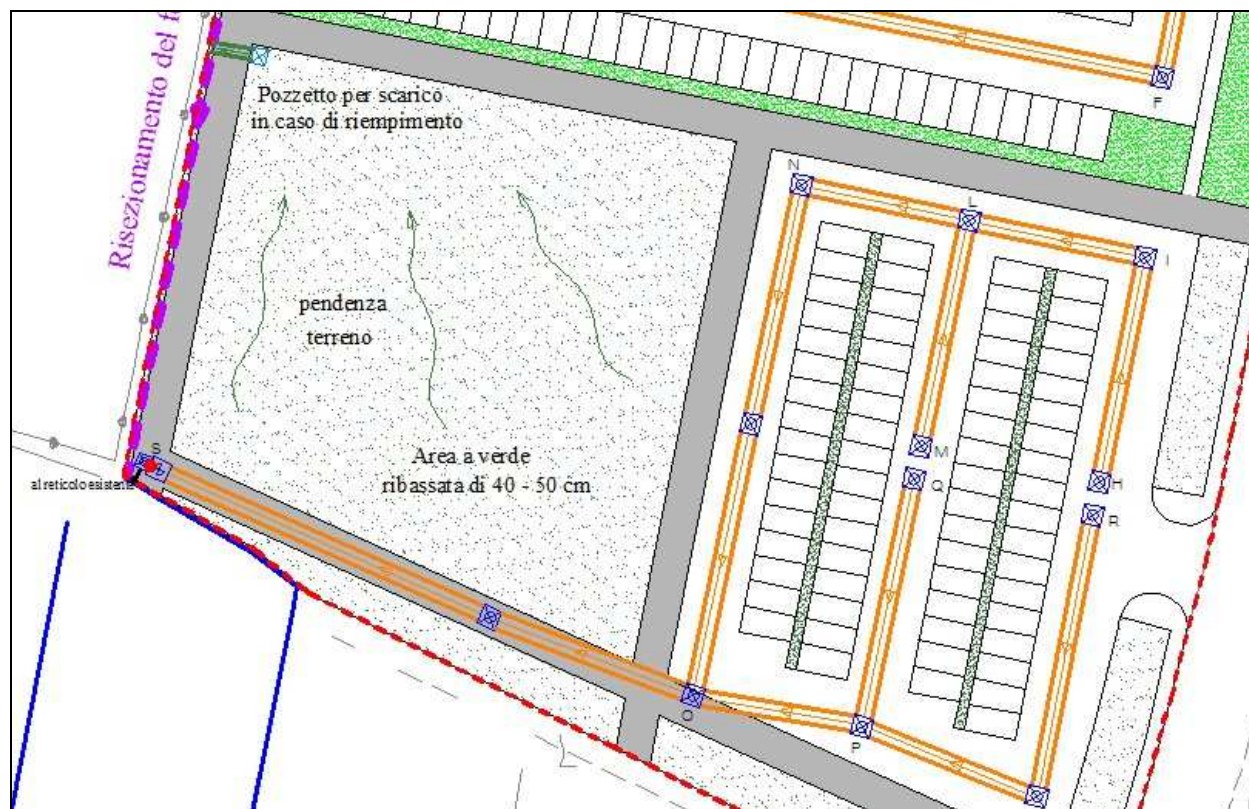 Risezionamento del
Pozzetto per scarico
in caso di riempimento
F
N
L
I
pendenza
terreno
Area a verde
ribassata di 40 - 50 cm
S
al reticolo esistente
M
Q
H
R
O
P